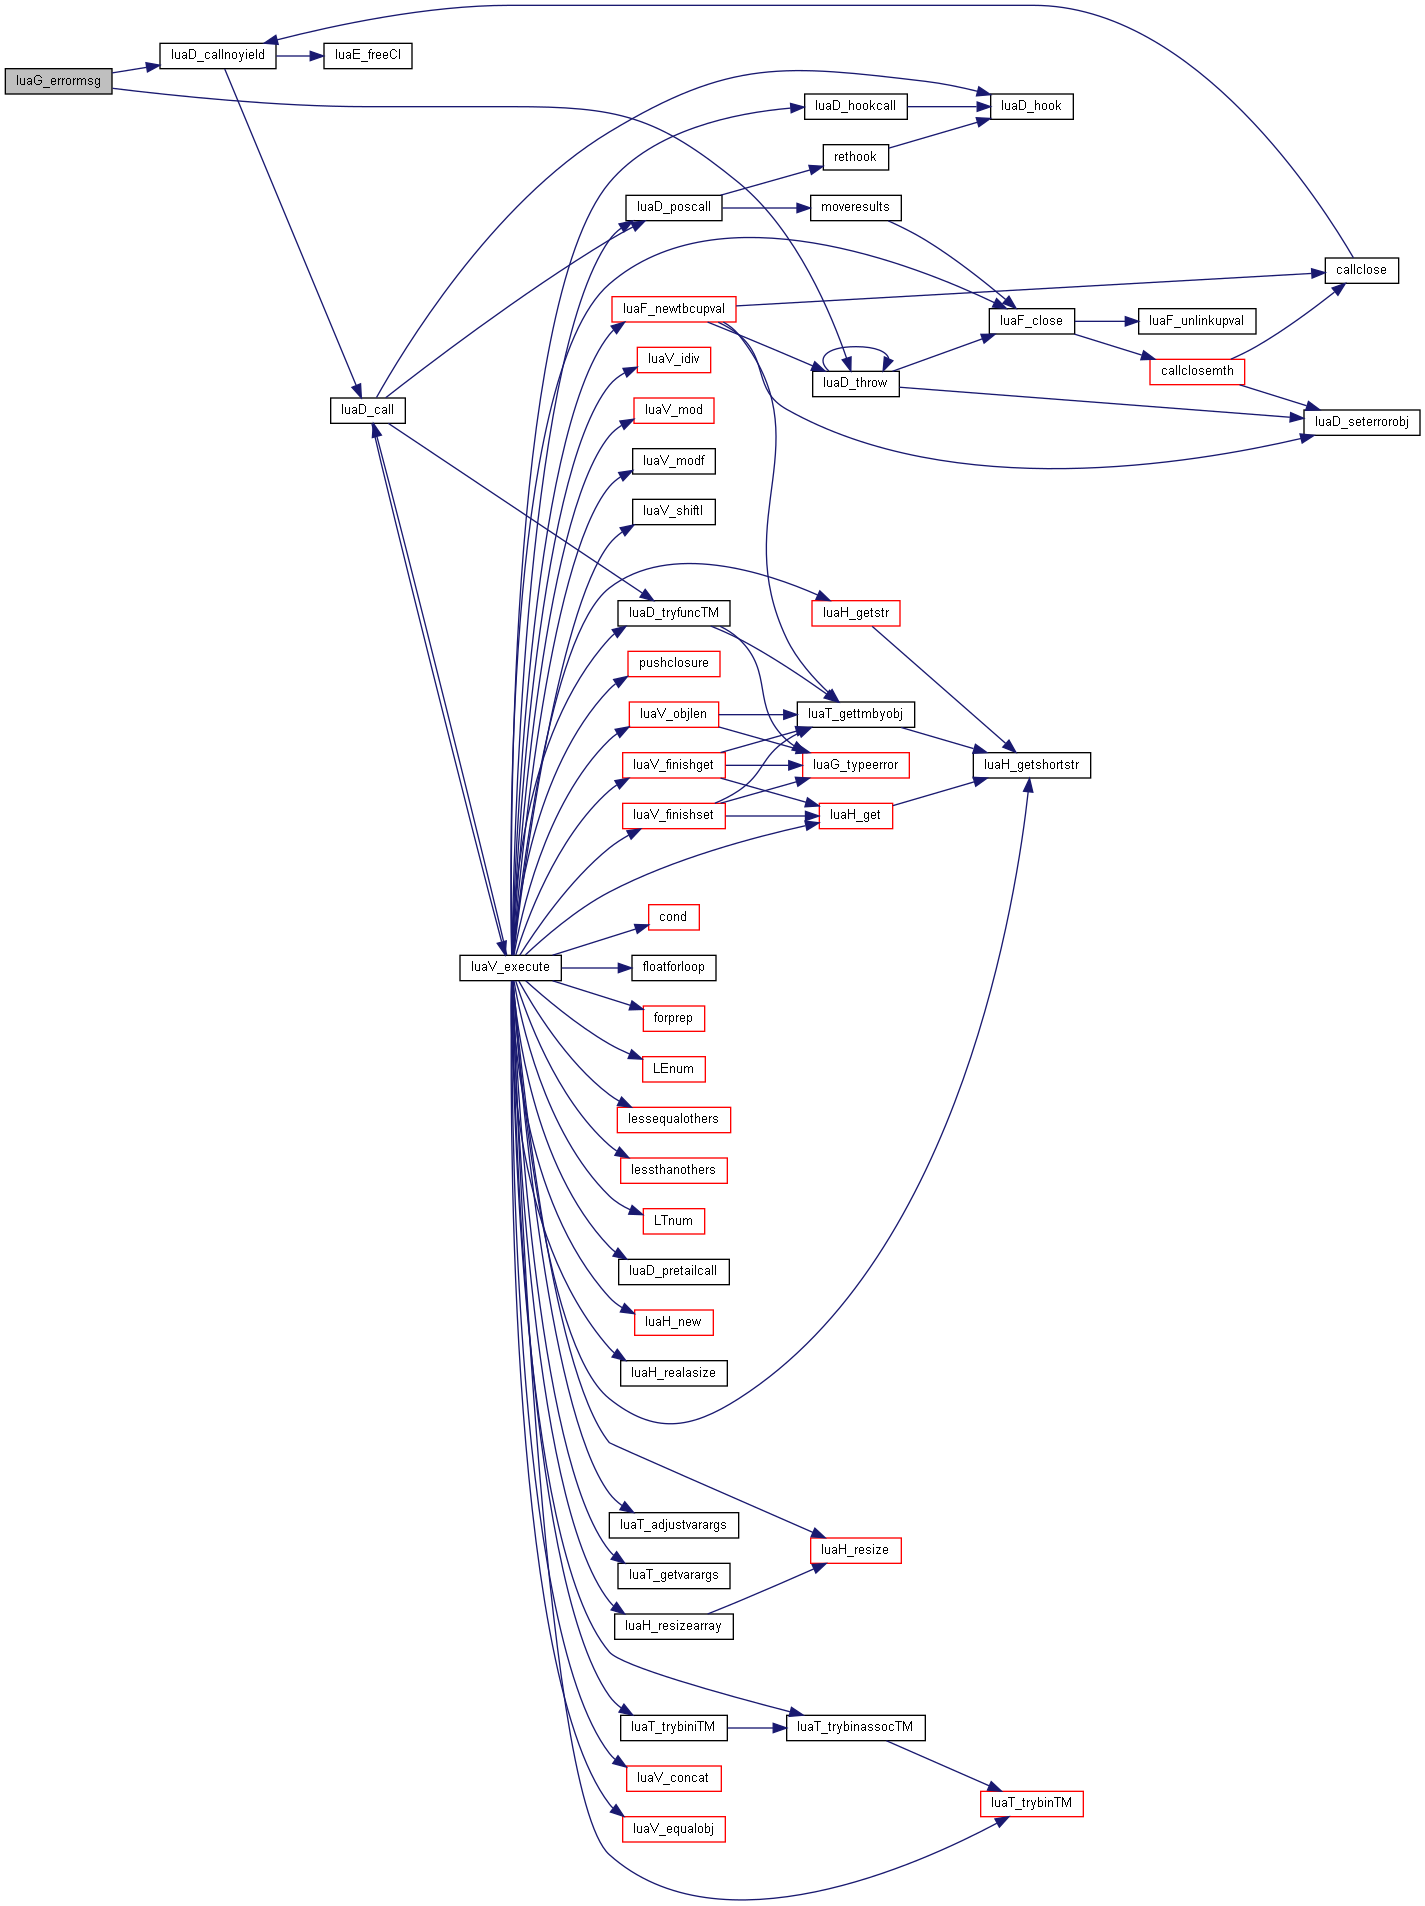 luaD_callnoyield
luaE_freeCI
luaG_errormsg
luaD_hookcall
luaD_hook
rethook
luaD_poscall
moveresults
callclose
luaF_newtbcupval
luaF_close
luaF_unlinkupval
luaV_idiv
callclosemth
luaD_throw
luaD_call
luaV_mod
luaD_seterrorobj
luaV_modf
luaV_shiftl
luaD_tryfuncTM
luaH_getstr
pushclosure
luaV_objlen
luaT_gettmbyobj
luaV_finishget
luaG_typeerror
luaH_getshortstr
luaV_finishset
luaH_get
cond
luaV_execute
floatforloop
forprep
LEnum
lessequalothers
lessthanothers
LTnum
luaD_pretailcall
luaH_new
luaH_realasize
luaT_adjustvarargs
luaH_resize
luaT_getvarargs
luaH_resizearray
luaT_trybiniTM
luaT_trybinassocTM
luaV_concat
luaT_trybinTM
luaV_equalobj